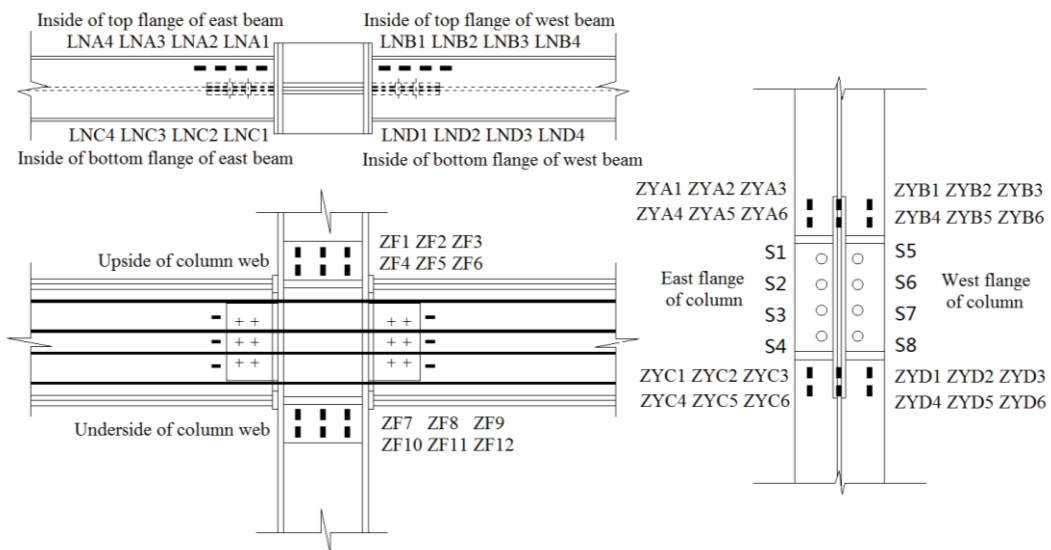 Inside of top flange of east beam
LNA4 LNA3 LNA2 LNA1
Inside of top flange of west beam
LNB1 LNB2 LNB3 LNB4
LNC4 LNC3 LNC2 LNC1
Inside of bottom flange of east beam
LND1 LND2 LND3 LND4
Inside of bottom flange of west beam
Upside of column web
ZF1 ZF2 ZF3
ZF4 ZF5 ZF6
Underside of column web
ZF7 ZF8 ZF9
ZF10 ZF11 ZF12
ZYA1 ZYA2 ZYA3
ZYA4 ZYA5 ZYA6
ZYB1 ZYB2 ZYB3
ZYB4 ZYB5 ZYB6
East flange
of column
S1
S2
S3
S4
S5
S6
S7
S8
West flange
of column
ZYC1 ZYC2 ZYC3
ZYC4 ZYC5 ZYC6
ZYD1 ZYD2 ZYD3
ZYD4 ZYD5 ZYD6